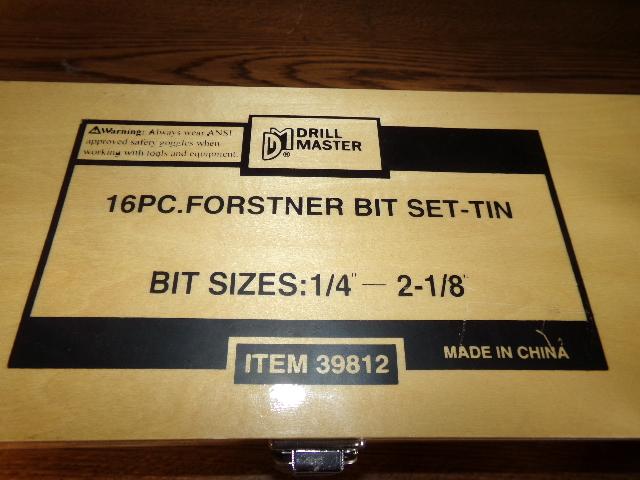 ⚠Warning: Always wear ANSI
approved safety goggles when
working with tools and equipment.
DM® DRILL
MASTER
16PC.FORSTNER BIT SET-TIN
BIT SIZES:1/4" — 2-1/8"
ITEM 39812
MADE IN CHINA